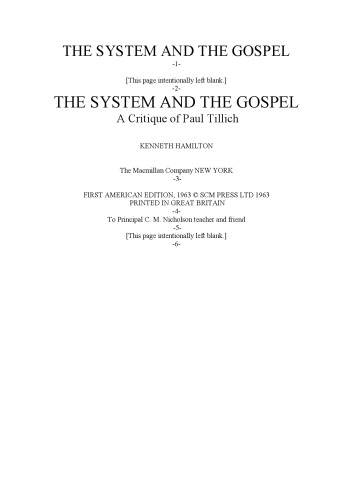 THE SYSTEM AND THE GOSPEL
-1-
[This page intentionally left blank.]
-2-
THE SYSTEM AND THE GOSPEL
A Critique of Paul Tillich
KENNETH HAMILTON
The Macmillan Company NEW YORK
-3-
FIRST AMERICAN EDITION, 1963 © SCM PRESS LTD 1963
PRINTED IN GREAT BRITAIN
-4-
To Principal C. M. Nicholson teacher and friend
-5-
[This page intentionally left blank.]
-6-